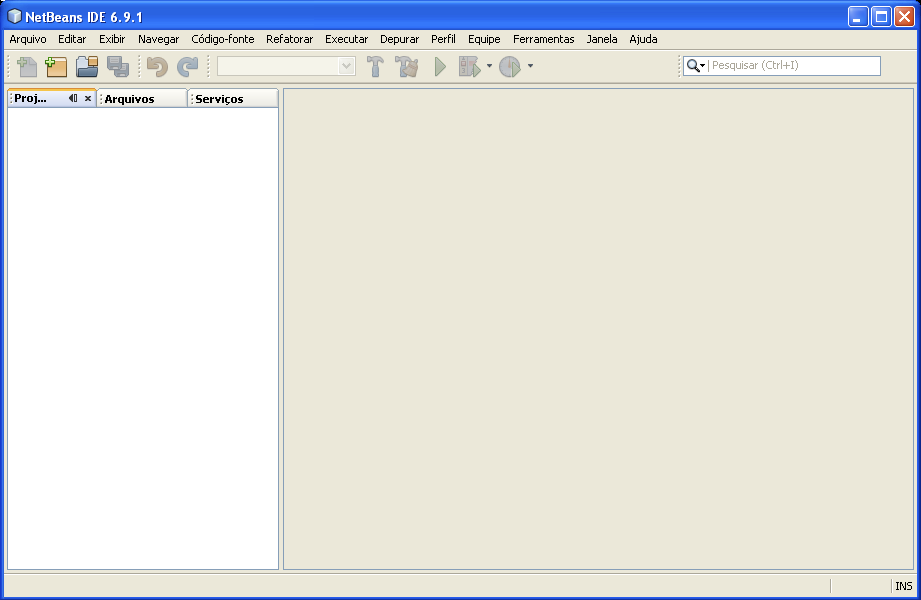 NetBeans IDE 6.9.1
Arquivo Editar Exibir Navegar Código-fonte Refatorar Executar Depurar Perfil Equipe Ferramentas Janela Ajuda
Pesquisar (Ctrl+I)
Proj... Arquivos Serviços
INS